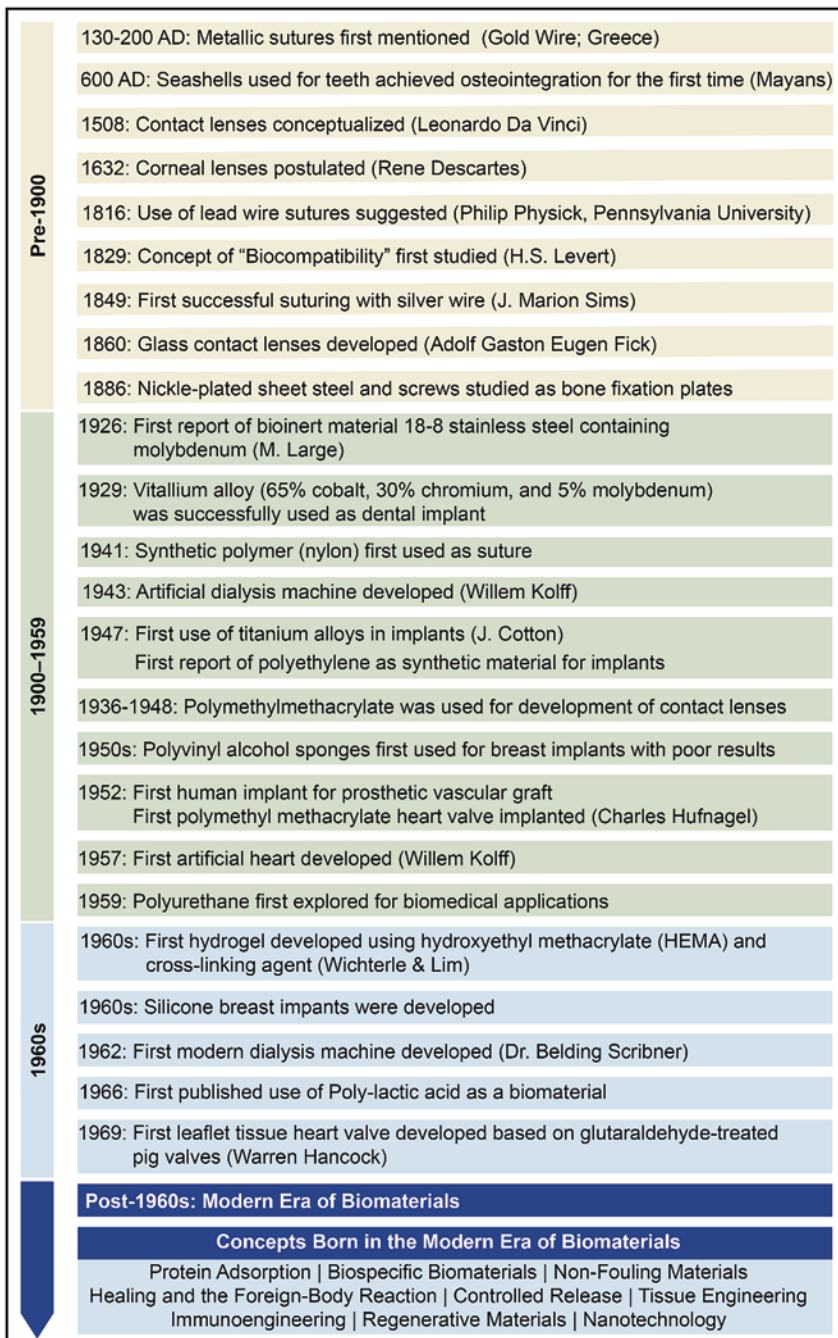 Pre-1900
130-200 AD: Metallic sutures first mentioned (Gold Wire; Greece)
600 AD: Seashells used for teeth achieved osteointegration for the first time (Mayans)
1508: Contact lenses conceptualized (Leonardo Da Vinci)
1632: Corneal lenses postulated (Rene Descartes)
1816: Use of lead wire sutures suggested (Philip Physick, Pennsylvania University)
1829: Concept of “Biocompatibility” first studied (H.S. Levert)
1849: First successful suturing with silver wire (J. Marion Sims)
1860: Glass contact lenses developed (Adolf Gaston Eugen Fick)
1886: Nickle-plated sheet steel and screws studied as bone fixation plates
1900–1959
1926: First report of bioinert material 18-8 stainless steel containing
molybdenum (M. Large)
1929: Vitallium alloy (65% cobalt, 30% chromium, and 5% molybdenum)
was successfully used as dental implant
1941: Synthetic polymer (nylon) first used as suture
1943: Artificial dialysis machine developed (Willem Kolff)
1947: First use of titanium alloys in implants (J. Cotton)
First report of polyethylene as synthetic material for implants
1936-1948: Polymethylmethacrylate was used for development of contact lenses
1950s: Polyvinyl alcohol sponges first used for breast implants with poor results
1952: First human implant for prosthetic vascular graft
First polymethyl methacrylate heart valve implanted (Charles Hufnagel)
1957: First artificial heart developed (Willem Kolff)
1959: Polyurethane first explored for biomedical applications
1960s
1960s: First hydrogel developed using hydroxyethyl methacrylate (HEMA) and
cross-linking agent (Wichterle & Lim)
1960s: Silicone breast impants were developed
1962: First modern dialysis machine developed (Dr. Belding Scribner)
1966: First published use of Poly-lactic acid as a biomaterial
1969: First leaflet tissue heart valve developed based on glutaraldehyde-treated
pig valves (Warren Hancock)
Post-1960s: Modern Era of Biomaterials
Concepts Born in the Modern Era of Biomaterials
Protein Adsorption | Biospecific Biomaterials | Non-Fouling Materials
Healing and the Foreign-Body Reaction | Controlled Release | Tissue Engineering
Immunoengineering | Regenerative Materials | Nanotechnology